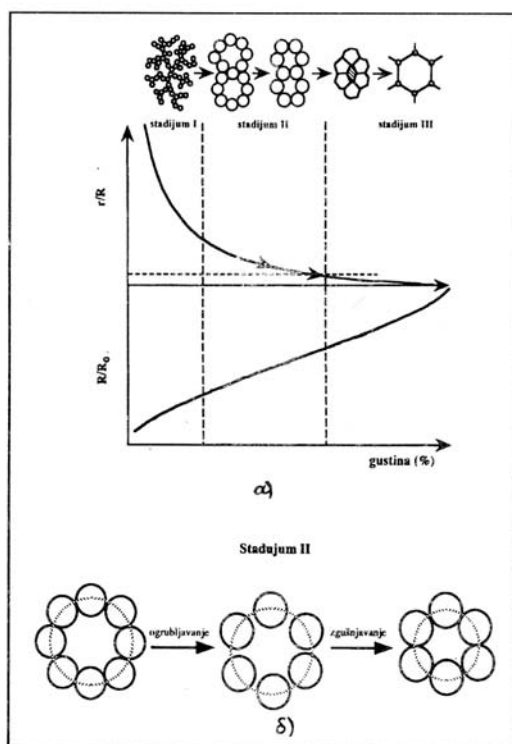 stadijum I stadijum Ii stadijum III
r/R
R/R₀
gustina (%)
а)
Stadujum II
ogrubljavanje zgušnjavanje
δ)